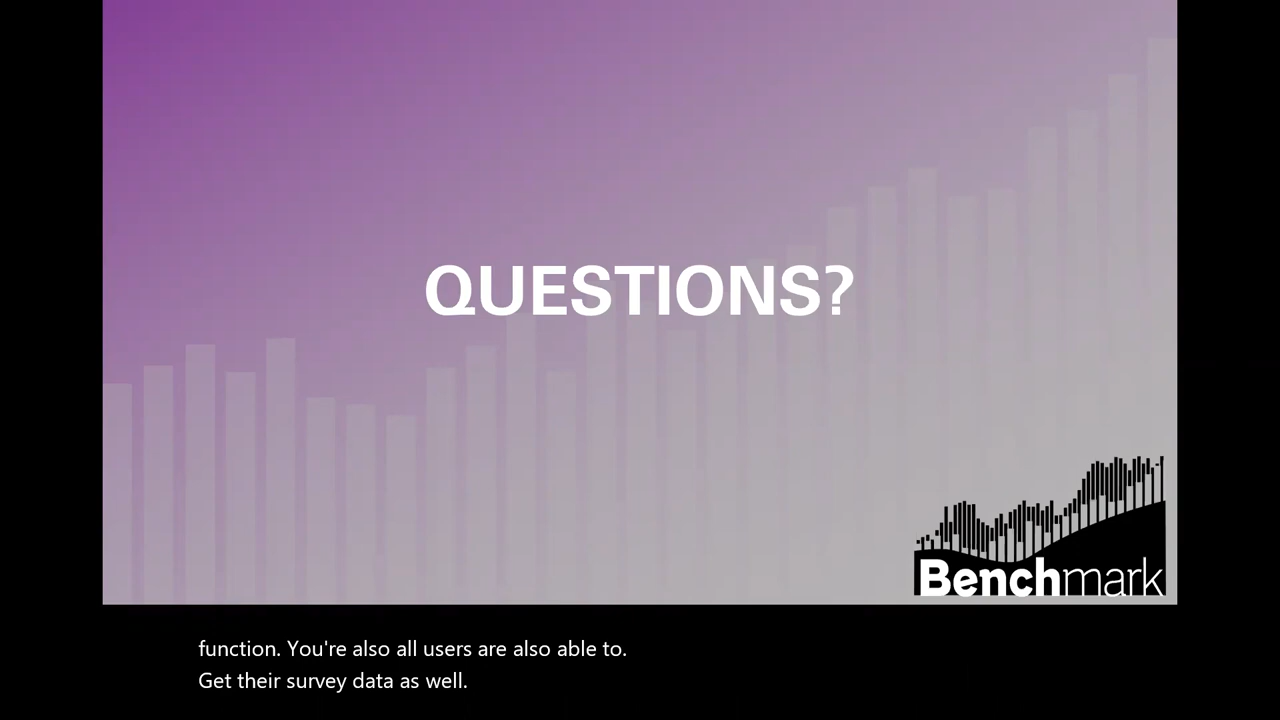 QUESTIONS?
Benchmark
function. You're also all users are also able to.
Get their survey data as well.